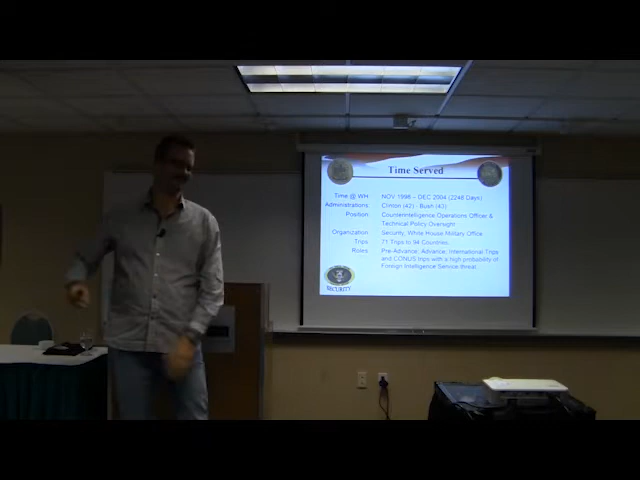 Time Served
Time @ WH NOV 1998 – DEC 2004 (2248 Days)
Administrations Clinton (42) - Bush (43)
Position: Counterintelligence Operations Officer &
Technical Policy Oversight
Organization Security, White House Military Office
Trips 71 Trips to 94 Countries
Roles Pre-Advance, Advance, International Trips
and CONUS trips with a high probability of
Foreign Intelligence Service threat.
SECURITY